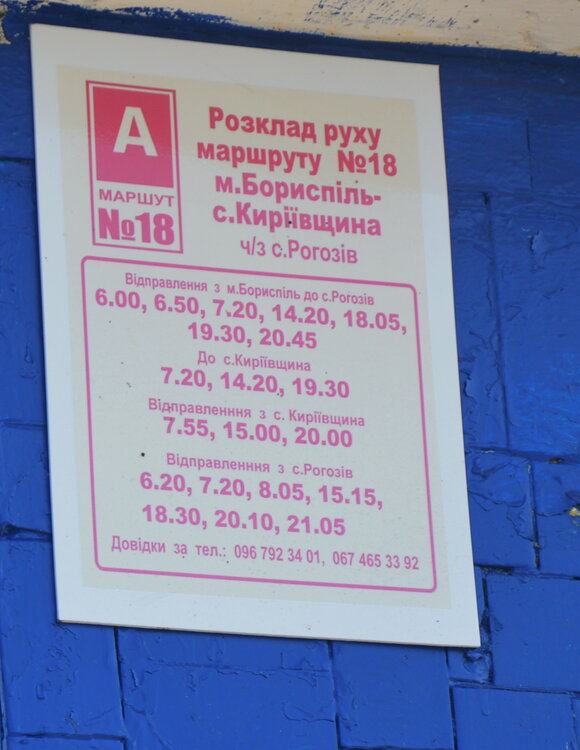 А
МАРШУТ
№18
Розклад руху
маршруту №18
м.Бориспіль-
с.Киріївщина
ч/з с.Рогозів
Відправлення з м.Бориспіль до с.Рогозів
6.00, 6.50, 7.20, 14.20, 18.05,
19.30, 20.45
До с.Киріївщина
7.20, 14.20, 19.30
Відправленння з с. Киріївщина
7.55, 15.00, 20.00
Відправленння з с.Рогозів
6.20, 7.20, 8.05, 15.15,
18.30, 20.10, 21.05
Довідки за тел.: 096 792 34 01, 067 465 33 92